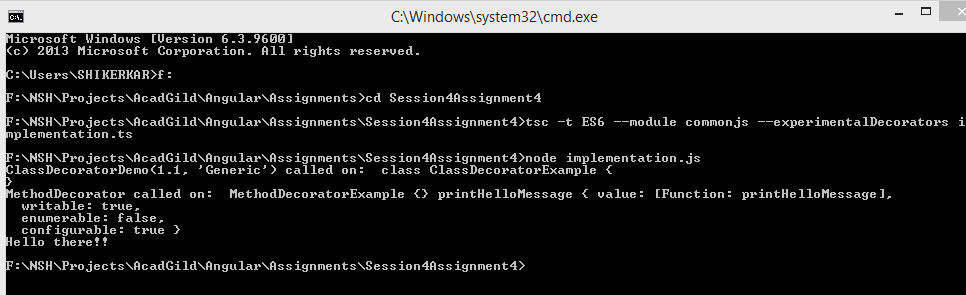 C:\Windows\system32\cmd.exe
Microsoft Windows [Version 6.3.9600]
(c) 2013 Microsoft Corporation. All rights reserved.
C:\Users\SHIKERKAR>f:
F:\NSH\Projects\AcadGild\Angular\Assignments>cd Session4Assignment4
F:\NSH\Projects\AcadGild\Angular\Assignments\Session4Assignment4>tsc -t ES6 --module commonjs --experimentalDecorators i
mplementation.ts
F:\NSH\Projects\AcadGild\Angular\Assignments\Session4Assignment4>node implementation.js
ClassDecoratorDemo(1.1, 'Generic') called on:  class ClassDecoratorExample {
}
MethodDecorator called on:  MethodDecoratorExample {} printHelloMessage { value: [Function: printHelloMessage],
  writable: true,
  enumerable: false,
  configurable: true }
Hello there!!
F:\NSH\Projects\AcadGild\Angular\Assignments\Session4Assignment4>